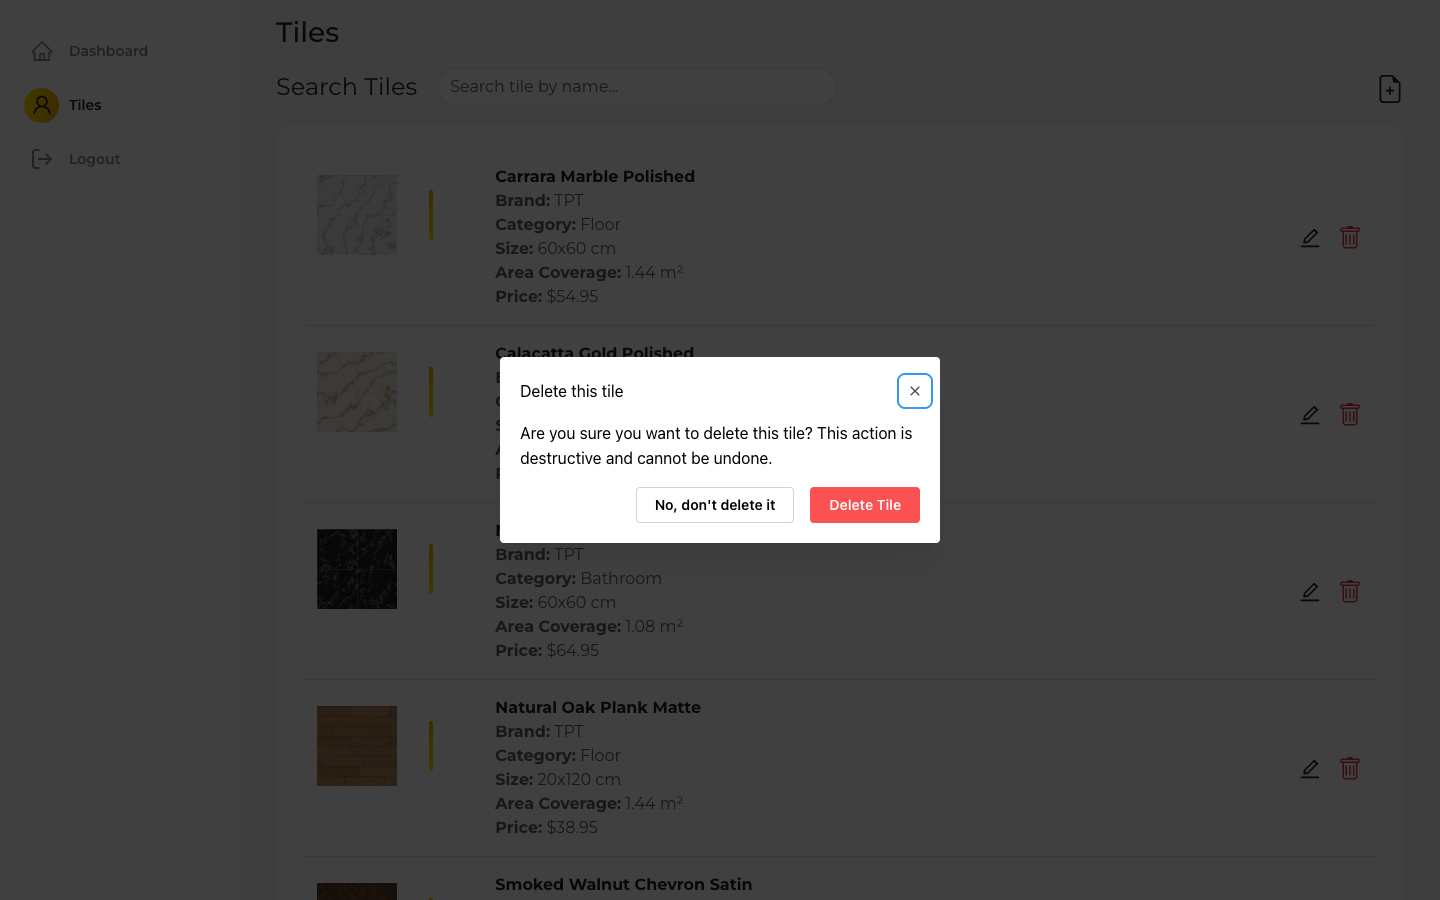 Tiles
Dashboard
Search Tiles
Search tile by name...
Tiles
Logout
Carrara Marble Polished
Brand: TPT
Category: Floor
Size: 60x60 cm
Area Coverage: 1.44 m²
Price: $54.95
Calacatta Gold Polished
Delete this tile
Are you sure you want to delete this tile? This action is
destructive and cannot be undone.
No, don't delete it
Delete Tile
Brand: TPT
Category: Bathroom
Size: 60x60 cm
Area Coverage: 1.08 m²
Price: $64.95
Natural Oak Plank Matte
Brand: TPT
Category: Floor
Size: 20x120 cm
Area Coverage: 1.44 m²
Price: $38.95
Smoked Walnut Chevron Satin